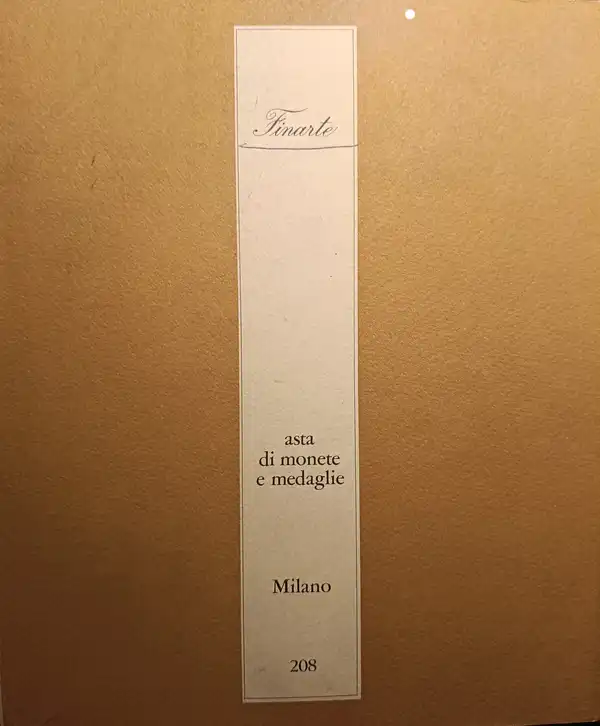 Finarte
asta
di monete
e medaglie
Milano
208